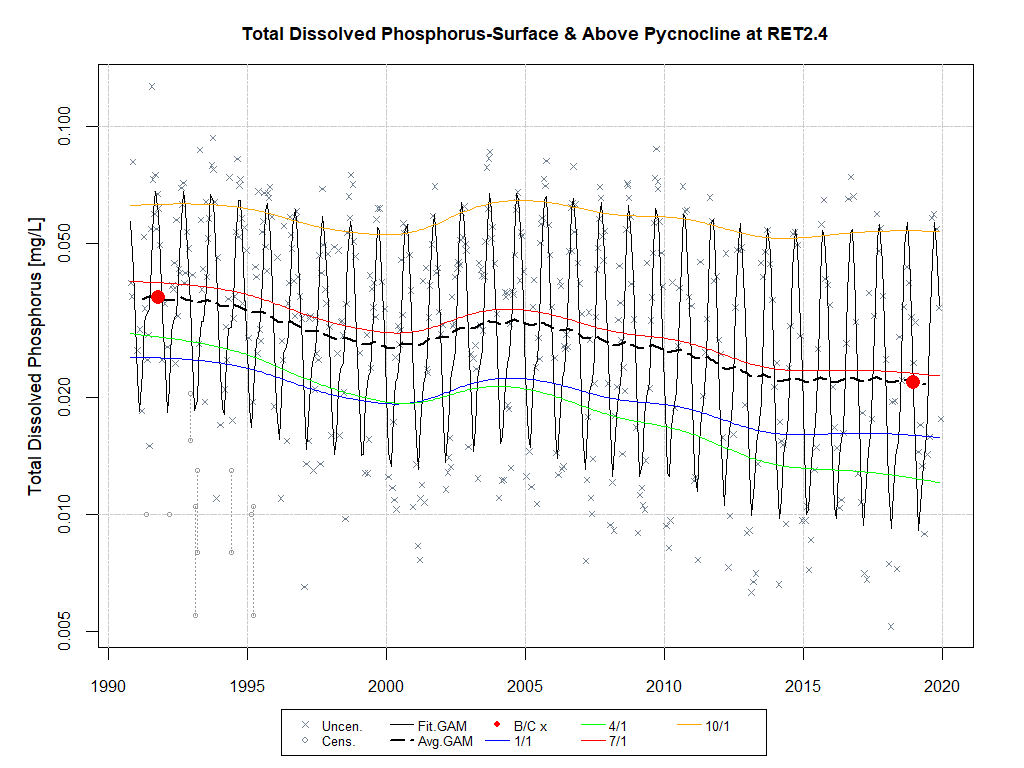 Total Dissolved Phosphorus-Surface & Above Pycnocline at RET2.4
Total Dissolved Phosphorus [mg/L]
0.100
0.050
0.020
0.010
0.005
1990 1995 2000 2005 2010 2015 2020
Uncen. Fit.GAM B/C x 4/1 10/1
Cens. Avg.GAM 1/1 7/1